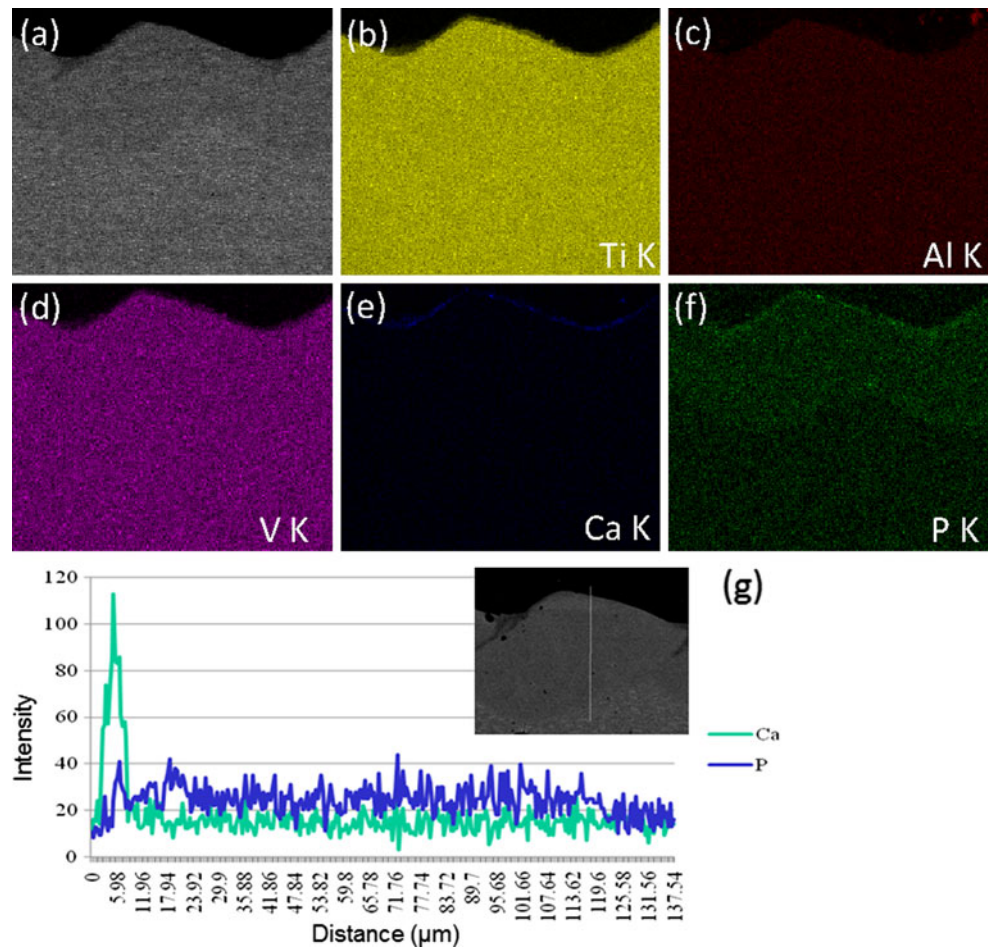 (a)
(b)
(c)
Ti K
Al K
(d)
(e)
(f)
V K
Ca K
P K
(g)
120
100
80
60
40
20
0
Intensity
Ca
P
0
5.98
11.96
17.94
23.92
29.9
35.88
41.86
47.84
53.82
59.8
65.78
71.76
77.74
83.72
89.7
95.68
101.66
107.64
113.62
119.6
125.58
131.56
137.54
Distance (µm)